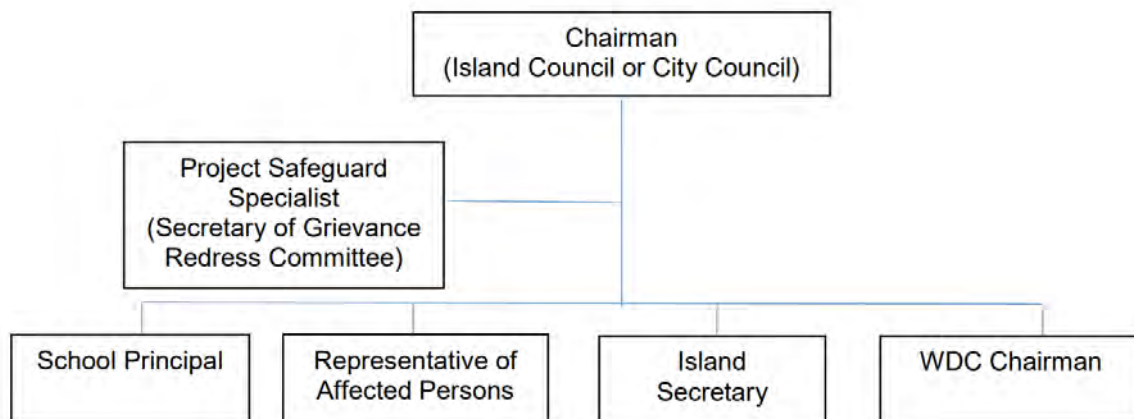 Chairman
(Island Council or City Council)
Project Safeguard
Specialist
(Secretary of Grievance
Redress Committee)
School Principal
Representative of
Affected Persons
Island
Secretary
WDC Chairman